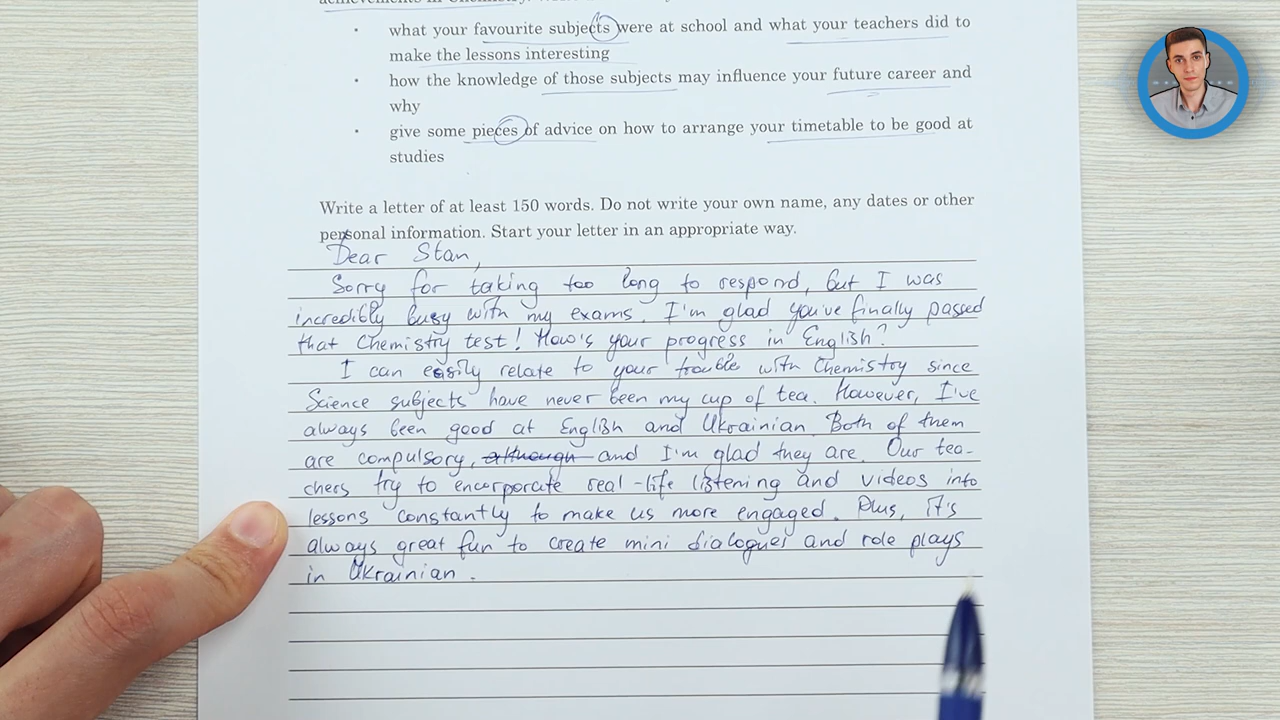 achievements in Chemistry.
• what your favourite subjects were at school and what your teachers did to
make the lessons interesting
• how the knowledge of those subjects may influence your future career and
why
• give some pieces of advice on how to arrange your timetable to be good at
studies
Write a letter of at least 150 words. Do not write your own name, any dates or other
personal information. Start your letter in an appropriate way.
Dear Stan,
Sorry for taking too long to respond, but I was
incredibly busy with my exams. I'm glad you've finally passed
that Chemistry test! How's your progress in English?
I can easily relate to your trouble with Chemistry since
Science subjects have never been my cup of tea. However, I've
always been good at English and Ukrainian Both of them
are compulsory, although and I'm glad they are. Our tea-
chers try to encorporate real-life listening and videos into
lessons constantly to make us more engaged. Plus, it's
always great fun to create mini dialogues and role plays
in Ukrainian.